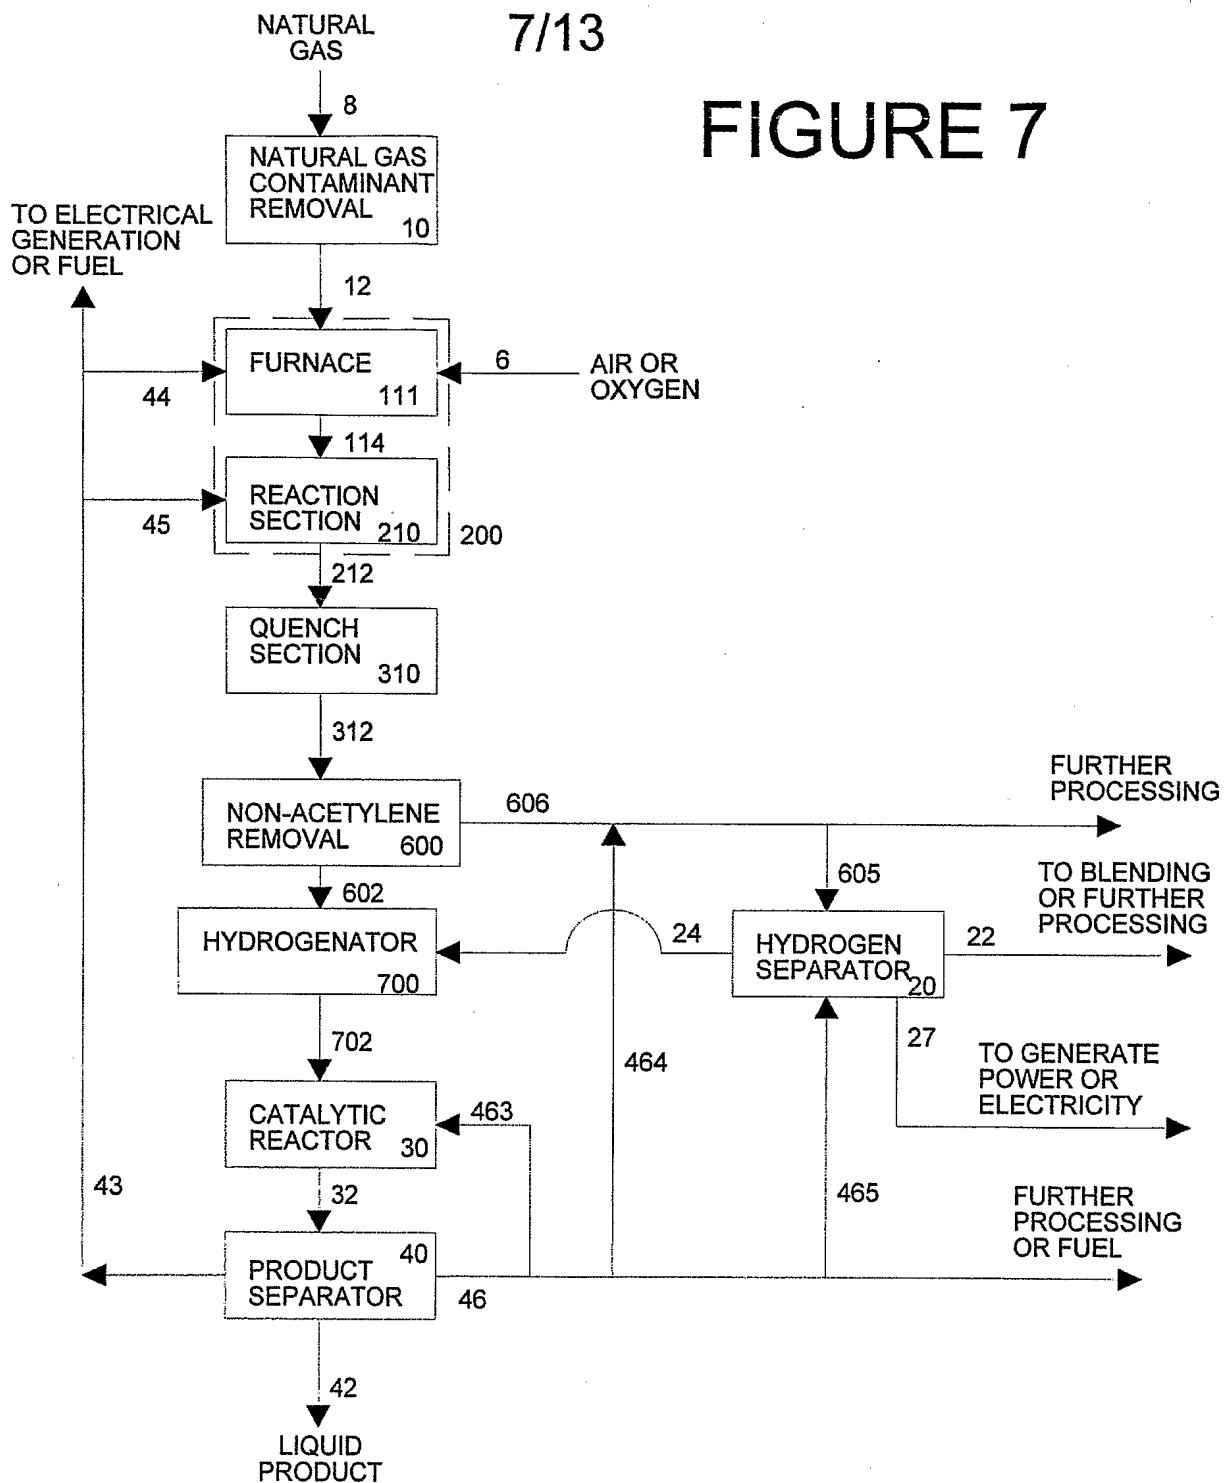 7/13
FIGURE 7
NATURAL
GAS
8
NATURAL GAS
CONTAMINANT
REMOVAL
10
TO ELECTRICAL
GENERATION
OR FUEL
12
FURNACE
111
6
AIR OR
OXYGEN
44
114
REACTION
SECTION
210
200
45
212
QUENCH
SECTION
310
312
NON-ACETYLENE
REMOVAL
600
606
FURTHER
PROCESSING
602
605
TO BLENDING
OR FURTHER
PROCESSING
HYDROGENATOR
700
24
HYDROGEN
SEPARATOR
20
22
702
464
27
TO GENERATE
POWER OR
ELECTRICITY
CATALYTIC
REACTOR
30
463
43
32
465
FURTHER
PROCESSING
OR FUEL
40
PRODUCT
SEPARATOR
46
42
LIQUID
PRODUCT